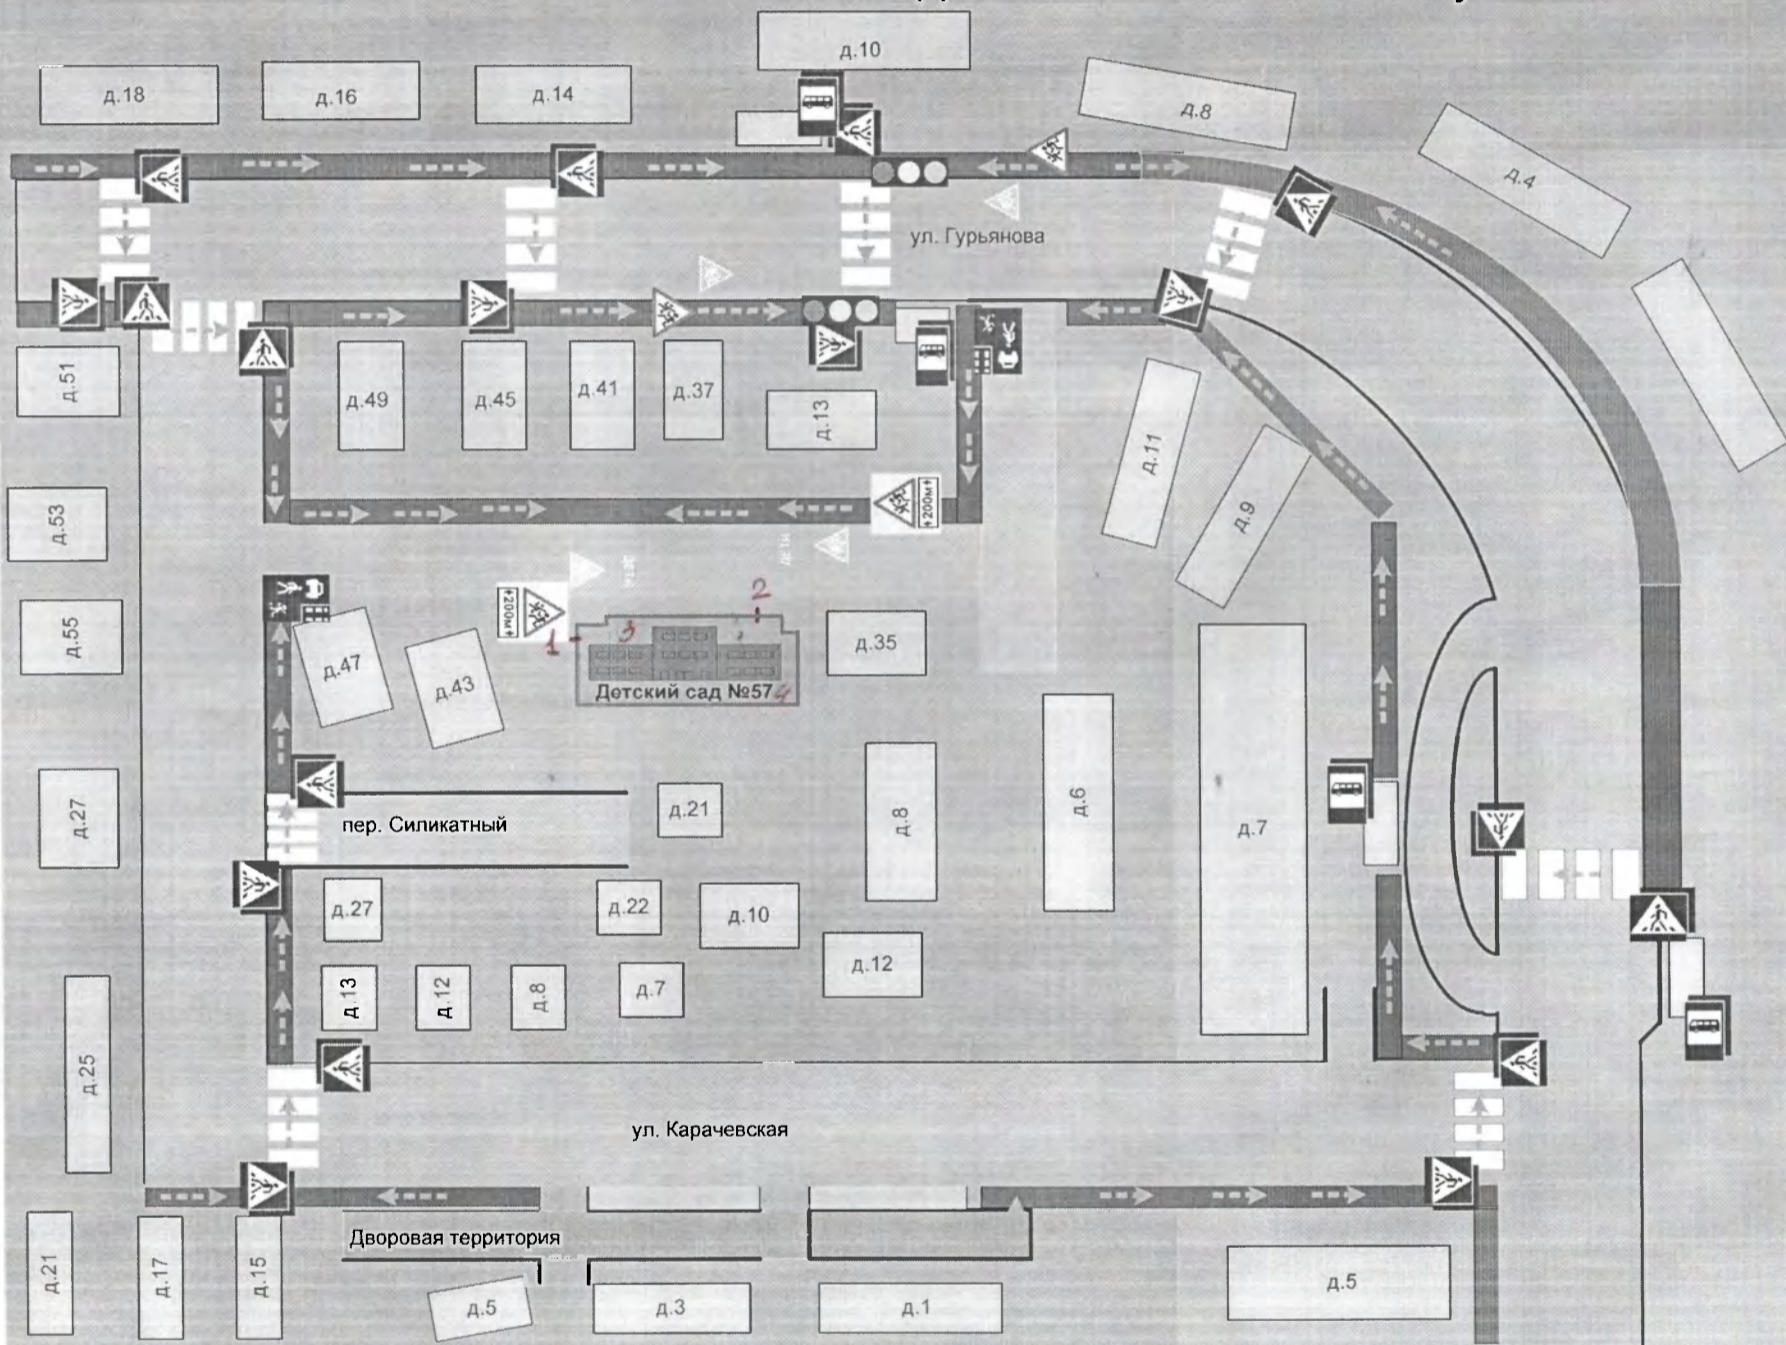 д.10
д.18
д.16
д.14
д.8
д.4
ул. Гурьянова
д.51
д.49
д.45
д.41
д.37
д.13
д.11
д.9
д.53
200м
дети
дети
200м
д.55
д.47
д.43
1
2
3
Детский сад №57
4
д.35
д.27
пер. Силикатный
д.21
д.8
д.6
д.7
д.27
д.22
д.10
д.12
д.25
д.13
д.12
д.8
д.7
ул. Карачевская
д.21
д.17
д.15
Дворовая территория
д.5
д.3
д.1
д.5